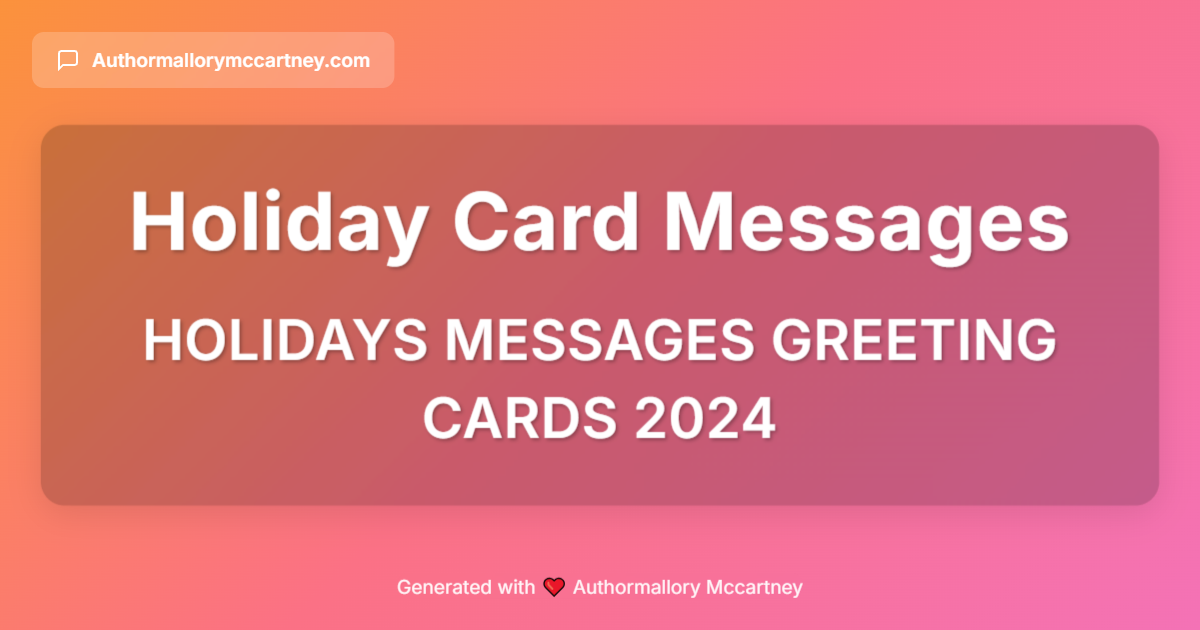 Authormallorymccartney.com
Holiday Card Messages
HOLIDAYS MESSAGES GREETING
CARDS 2024
Generated with ❤️ Authormallory Mccartney